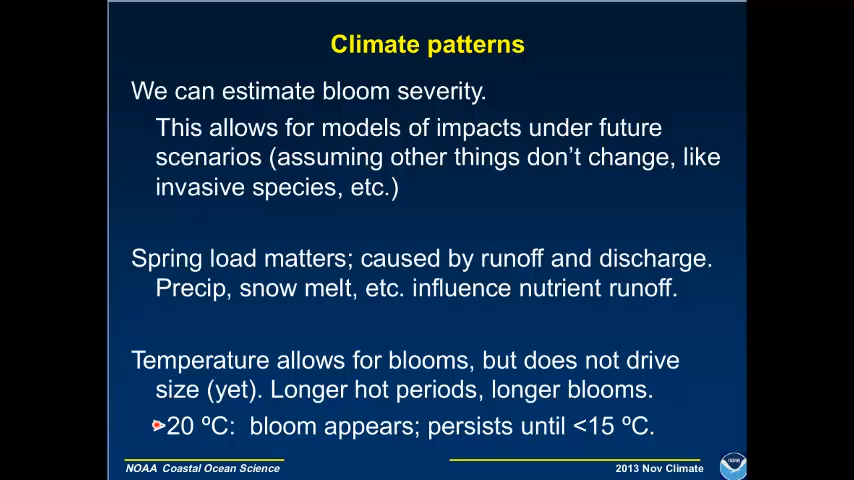 Climate patterns
We can estimate bloom severity.
This allows for models of impacts under future
scenarios (assuming other things don't change, like
invasive species, etc.)
Spring load matters; caused by runoff and discharge.
Precip, snow melt, etc. influence nutrient runoff.
Temperature allows for blooms, but does not drive
size (yet). Longer hot periods, longer blooms.
>20 ºC:  bloom appears; persists until <15 ºC.
NOAA Coastal Ocean Science
2013 Nov Climate
NOAA